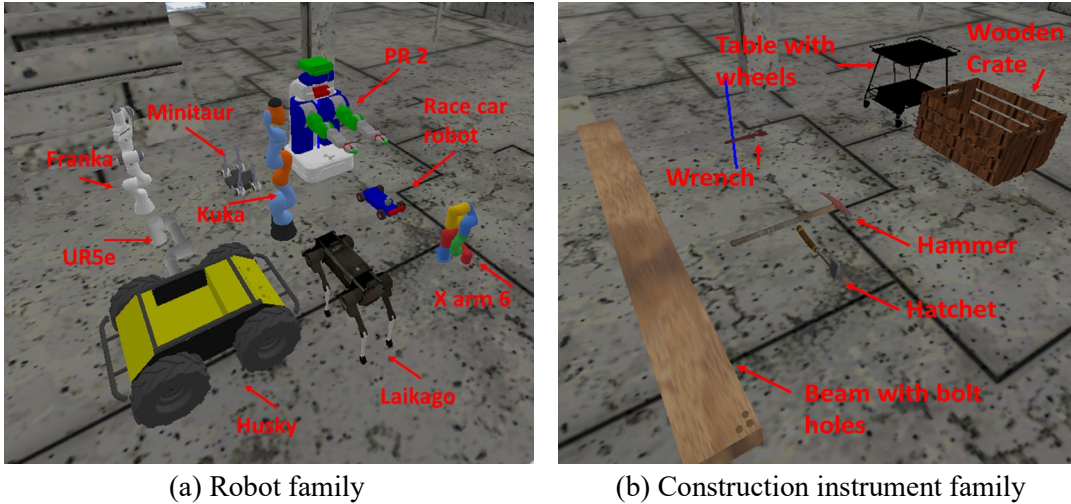 PR 2
Minitaur
Race car
robot
Franka
Kuka
UR5e
X arm 6
Laikago
Husky
(a) Robot family
Table with
wheels
Wooden
Crate
Wrench
Hammer
Hatchet
Beam with bolt
holes
(b) Construction instrument family